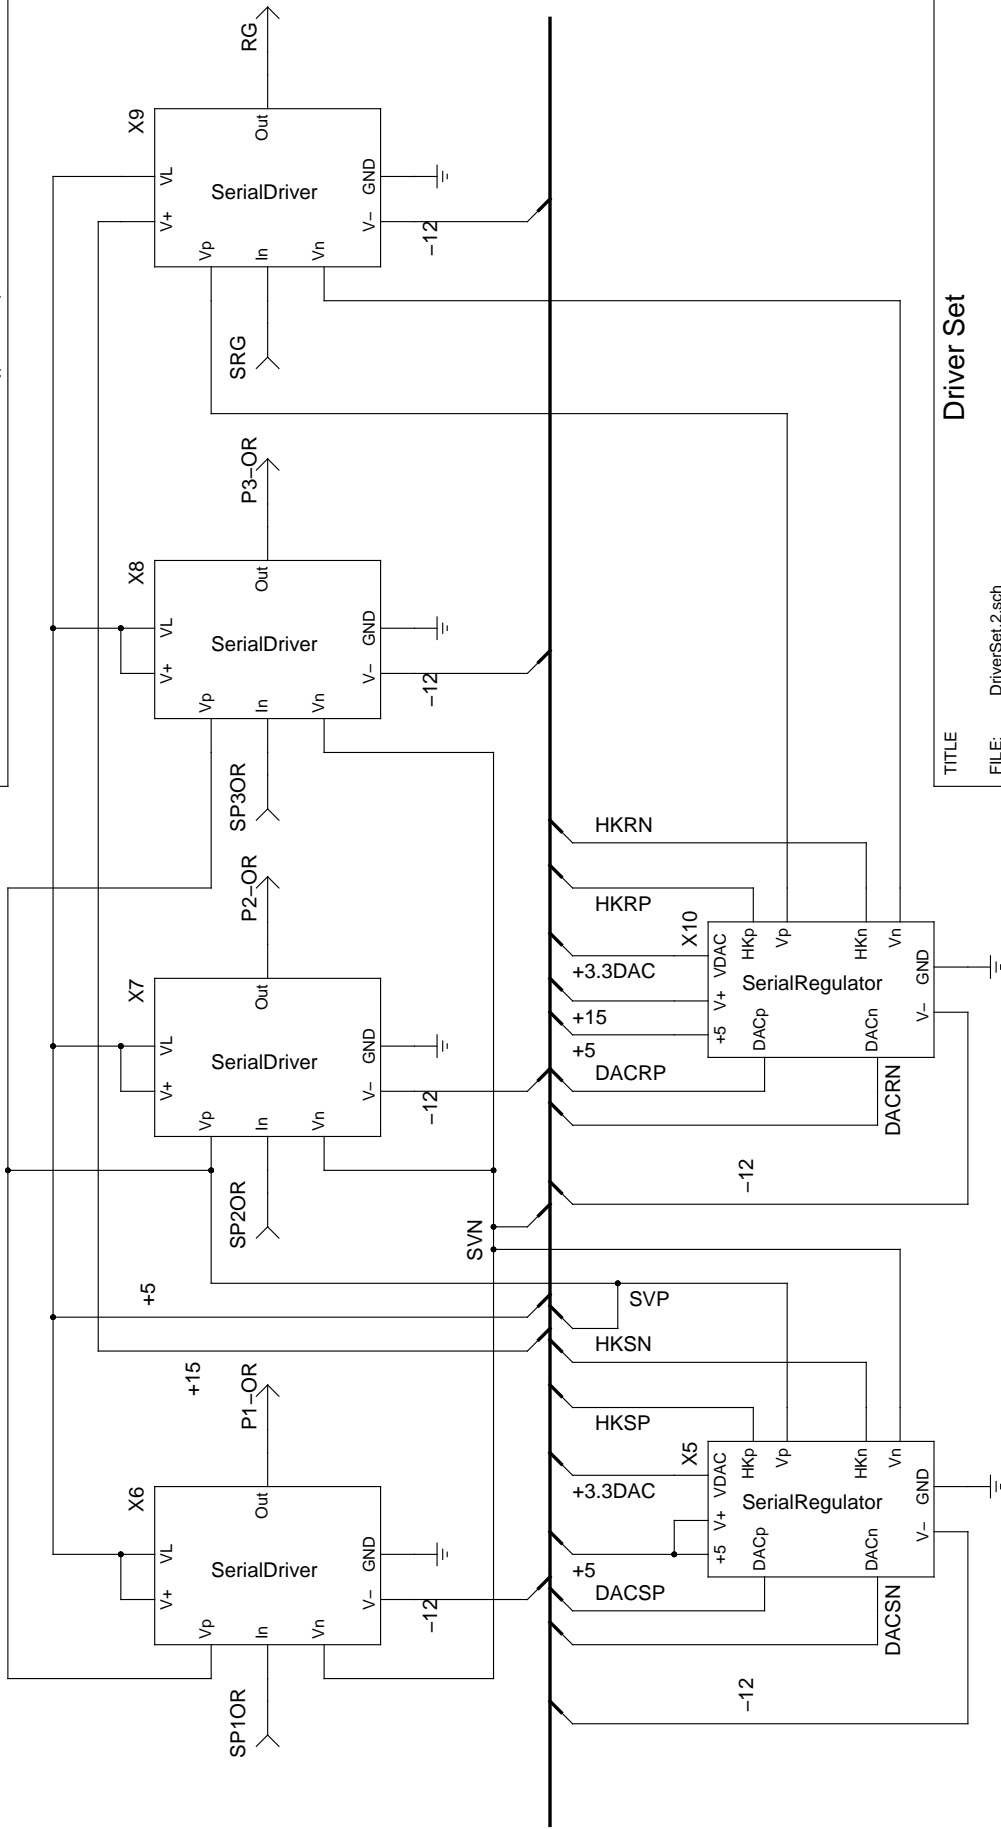 RG
X9
VL
V+
Out
SerialDriver
GND
V−
Vp
In
Vn
−12
SRG
P3−OR
X8
VL
V+
Out
SerialDriver
GND
V−
Vp
In
Vn
−12
SP3OR
P2−OR
X7
VL
V+
Out
SerialDriver
GND
V−
Vp
In
Vn
−12
SP2OR
SVN
+5
+15
P1−OR
X6
VL
V+
Out
SerialDriver
GND
V−
Vp
In
Vn
−12
SP1OR
HKRN
HKRP
+3.3DAC
+15
+5
DACRP
X10
VDAC
V+
+5
HKp
Vp
HKn
Vn
SerialRegulator
DACp
DACn
GND
V−
DACRN
−12
SVP
HKSN
HKSP
+3.3DAC
+5
DACSP
X5
VDAC
V+
+5
HKp
Vp
HKn
Vn
SerialRegulator
DACp
DACn
GND
V−
DACSN
−12
Driver Set
TITLE
FILE:
DriverSet.2.sch